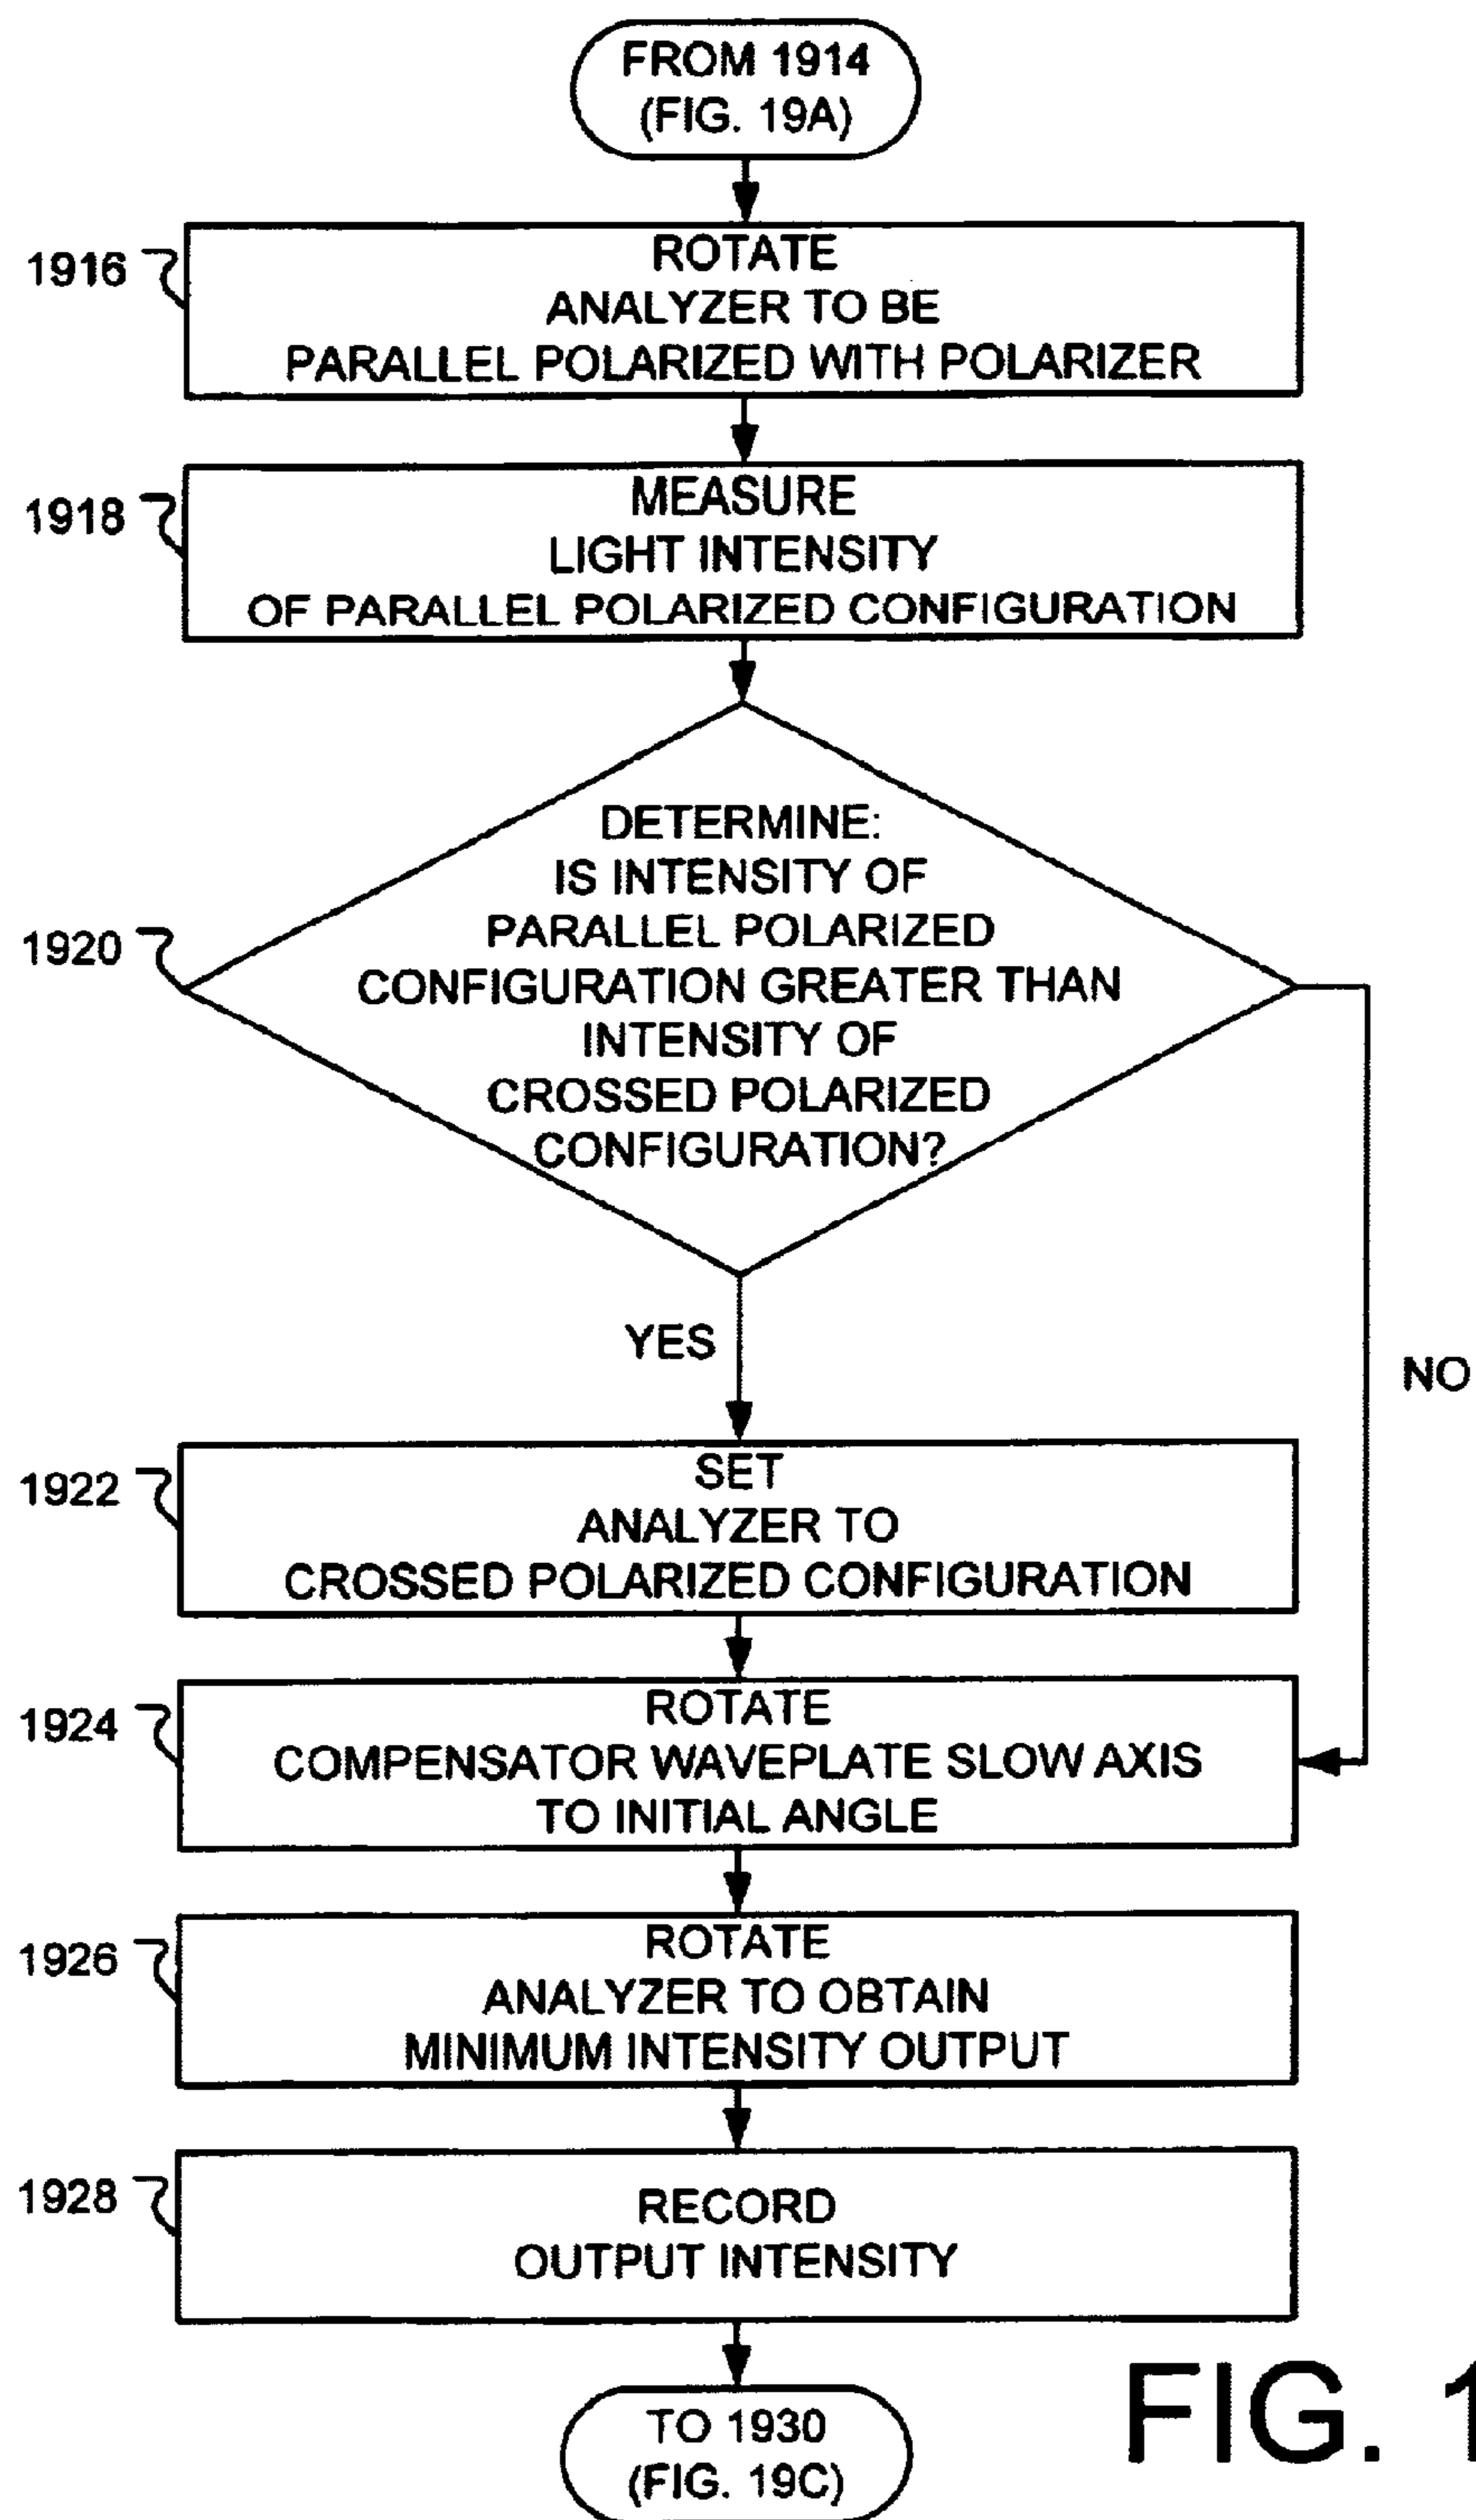 FROM 1914
(FIG. 19A)
1916
ROTATE
ANALYZER TO BE
PARALLEL POLARIZED WITH POLARIZER
1918
MEASURE
LIGHT INTENSITY
OF PARALLEL POLARIZED CONFIGURATION
1920
DETERMINE:
IS INTENSITY OF
PARALLEL POLARIZED
CONFIGURATION GREATER THAN
INTENSITY OF
CROSSED POLARIZED
CONFIGURATION?
YES
NO
1922
SET
ANALYZER TO
CROSSED POLARIZED CONFIGURATION
1924
ROTATE
COMPENSATOR WAVEPLATE SLOW AXIS
TO INITIAL ANGLE
1926
ROTATE
ANALYZER TO OBTAIN
MINIMUM INTENSITY OUTPUT
1928
RECORD
OUTPUT INTENSITY
TO 1930
(FIG. 19C)
FIG.